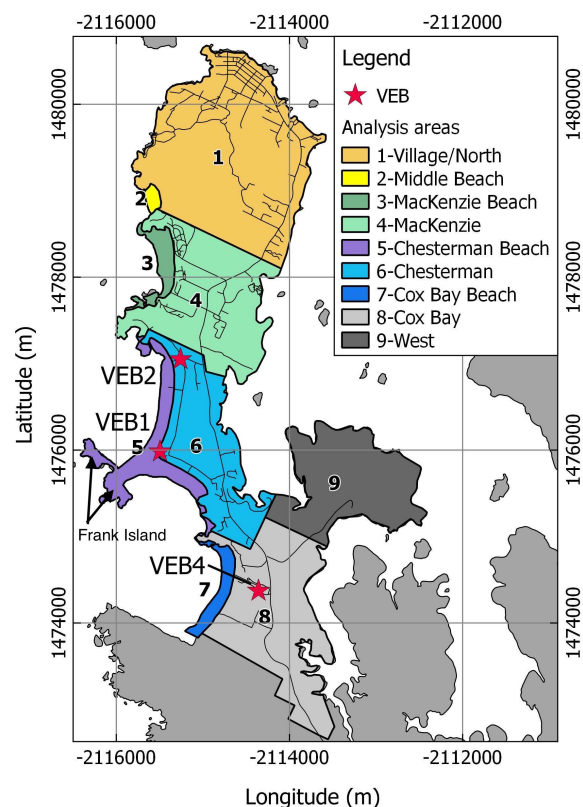 -2116000 -2114000 -2112000
Legend
VEB
Analysis areas
1-Village/North
2-Middle Beach
3-MacKenzie Beach
4-MacKenzie
5-Chesterman Beach
6-Chesterman
7-Cox Bay Beach
8-Cox Bay
9-West
1480000 1480000
1
2
1478000 1478000
3
4
VEB2
VEB1
1476000 1476000
5
6
9
Frank Island
VEB4
7
8
1474000 1474000
Latitude (m)
-2116000 -2114000 -2112000
Longitude (m)